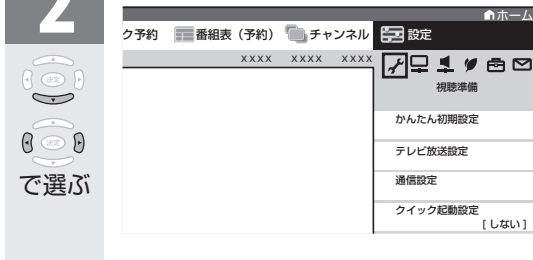 2
決定
決定
で選ぶ
ホーム
ク予約 番組表（予約） チャンネル 設定
xxxx xxxx xxxx
視聴準備
かんたん初期設定
テレビ放送設定
通信設定
クイック起動設定
[しない]